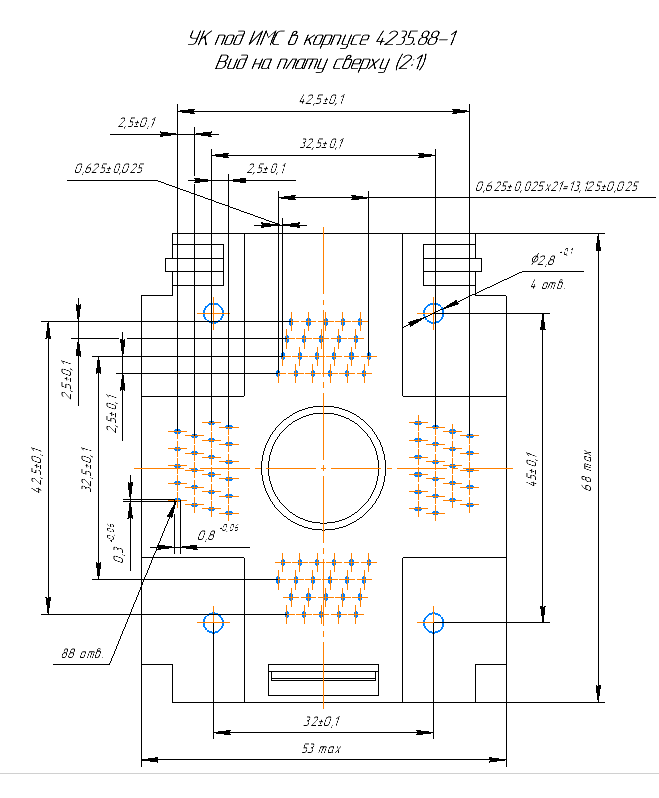 УК под ИМС в корпусе 4235.88-1
Вид на плату сверху (2:1)
42,5±0,1
2,5±0,1
32,5±0,1
0,625±0,025
2,5±0,1
0,625±0,025x21=13,125±0,025
ϕ2,8 -0,1
4 отв.
2,5±0,1
2,5±0,1
42,5±0,1
32,5±0,1
45±0,1
68 max
0,3 -0,06
0,8 -0,06
88 отв.
32±0,1
53 max